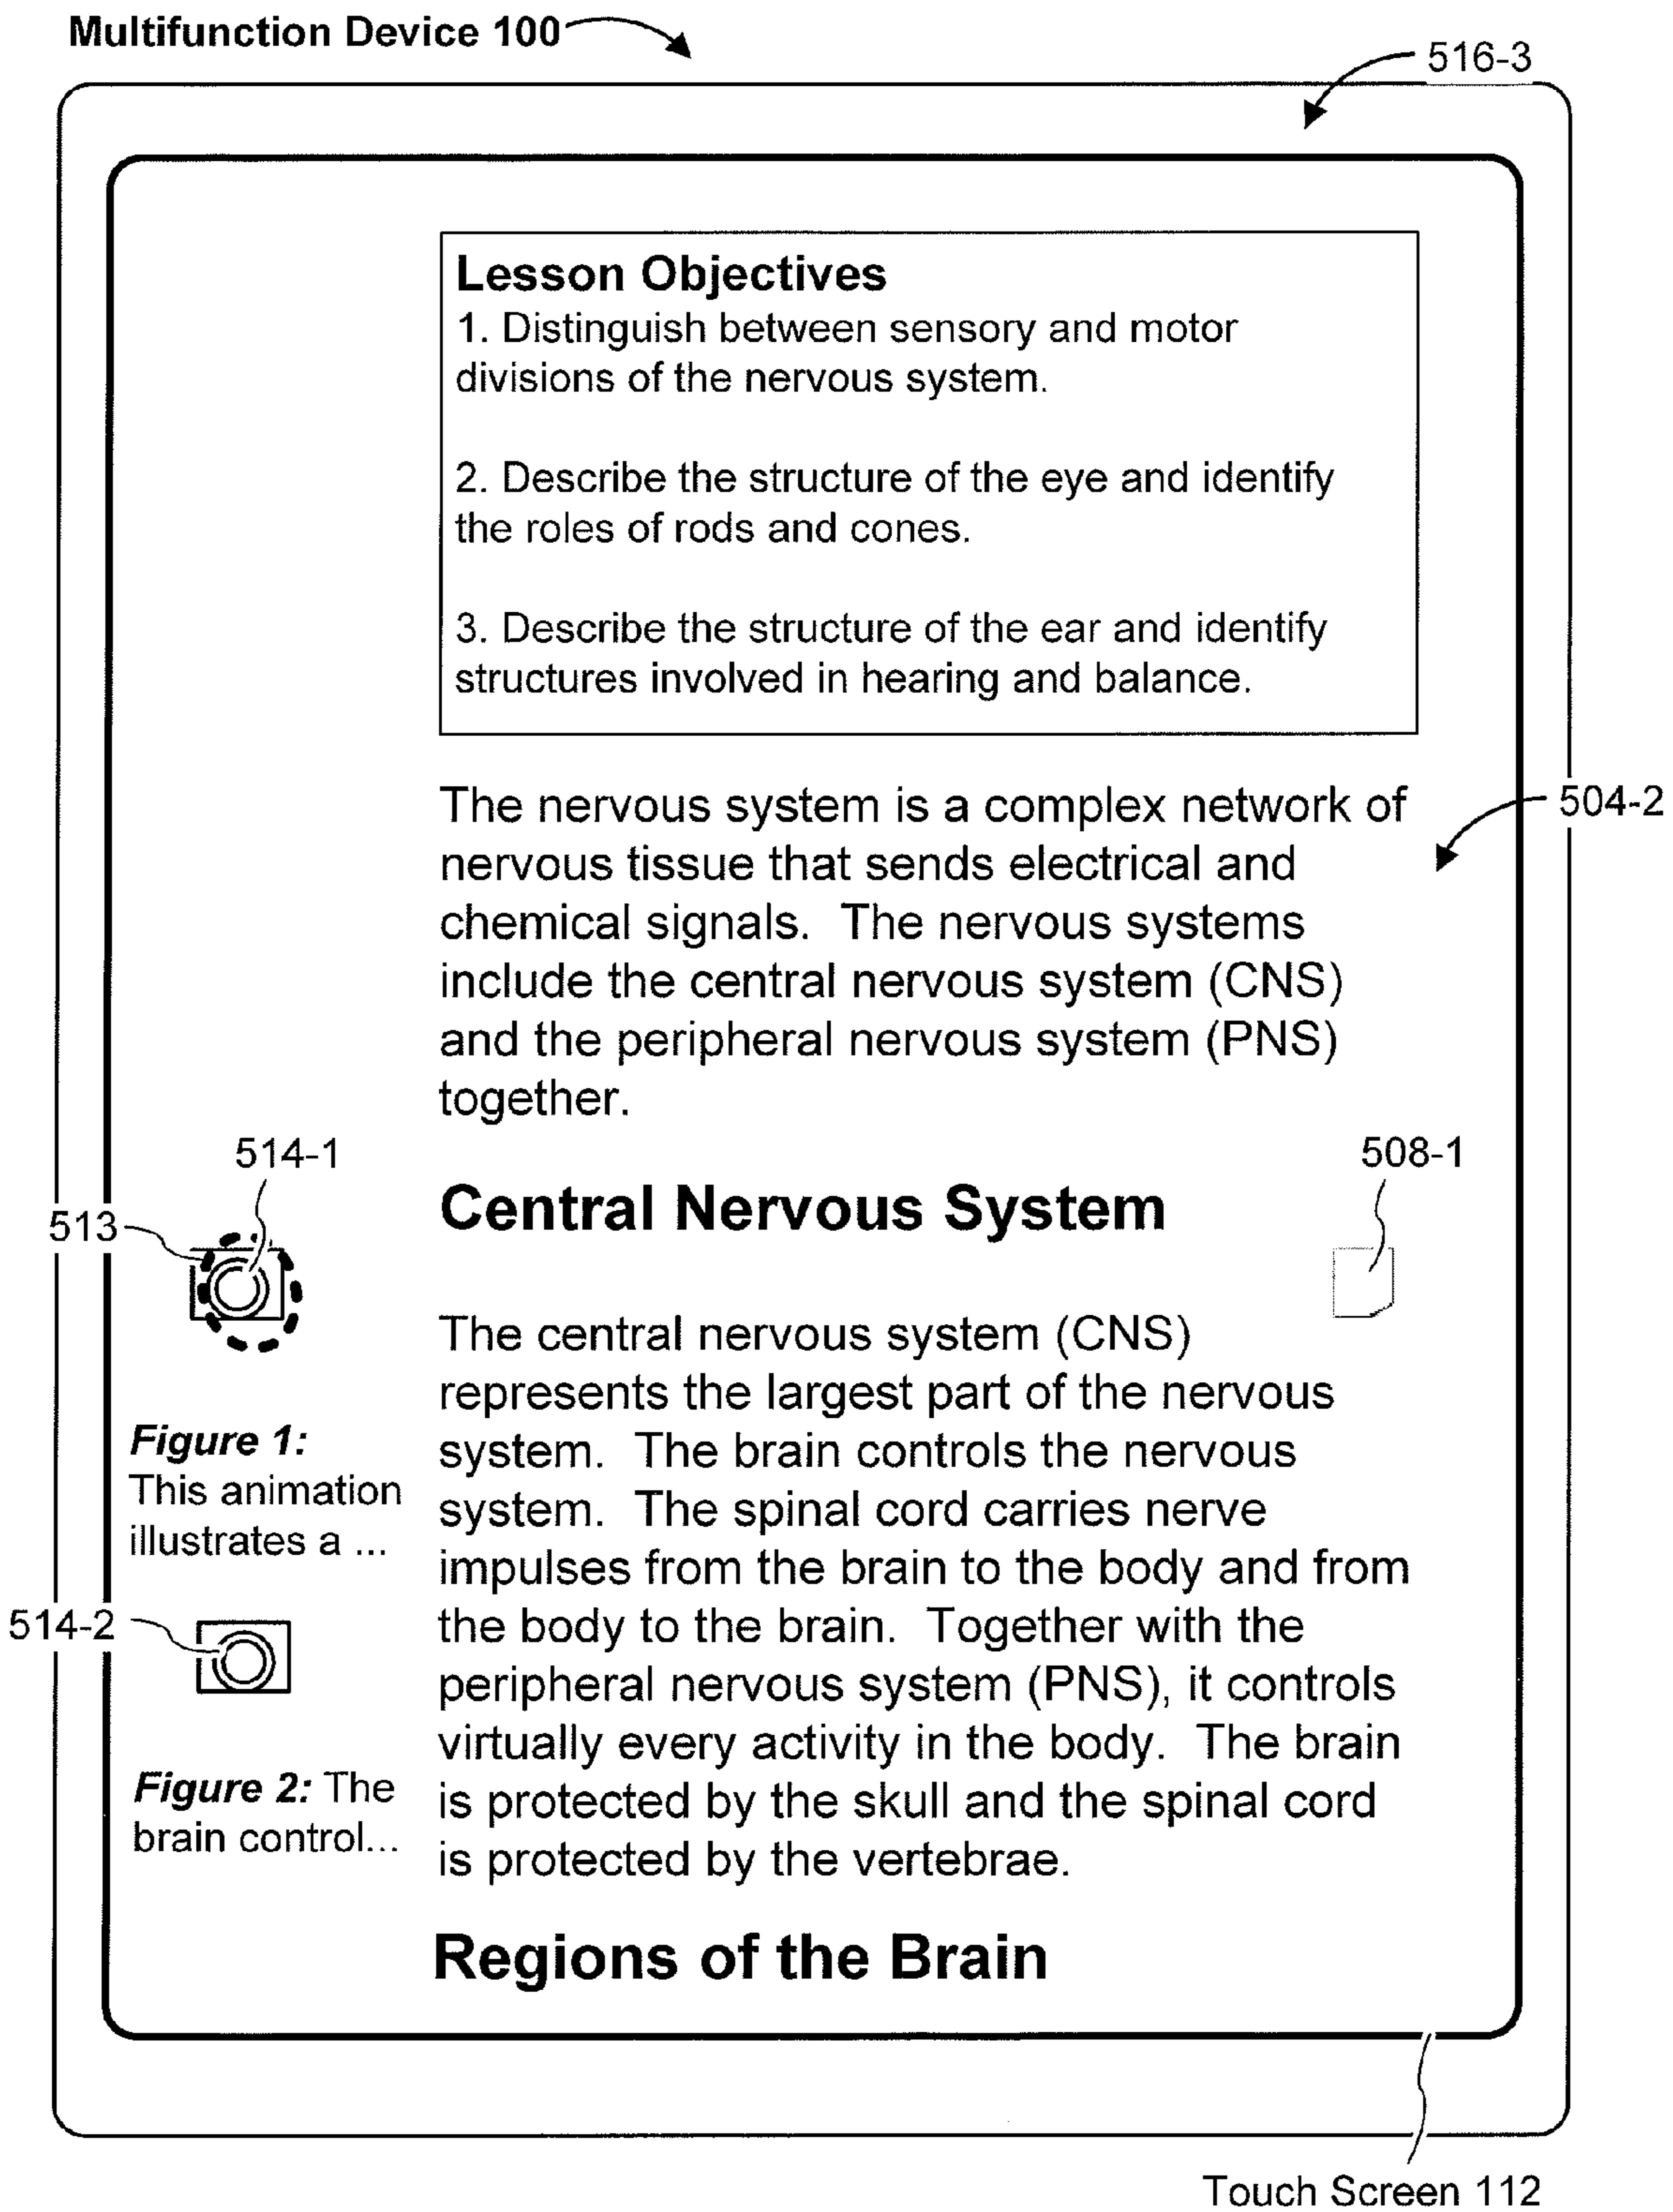 Multifunction Device 100
516-3
Lesson Objectives
1. Distinguish between sensory and motor
divisions of the nervous system.
2. Describe the structure of the eye and identify
the roles of rods and cones.
3. Describe the structure of the ear and identify
structures involved in hearing and balance.
The nervous system is a complex network of
nervous tissue that sends electrical and
chemical signals.  The nervous systems
include the central nervous system (CNS)
and the peripheral nervous system (PNS)
together.
504-2
514-1
513
508-1
Central Nervous System
The central nervous system (CNS)
represents the largest part of the nervous
system.  The brain controls the nervous
system.  The spinal cord carries nerve
impulses from the brain to the body and from
the body to the brain.  Together with the
peripheral nervous system (PNS), it controls
virtually every activity in the body.  The brain
is protected by the skull and the spinal cord
is protected by the vertebrae.
Figure 1:
This animation
illustrates a ...
514-2
Figure 2: The
brain control...
Regions of the Brain
Touch Screen 112